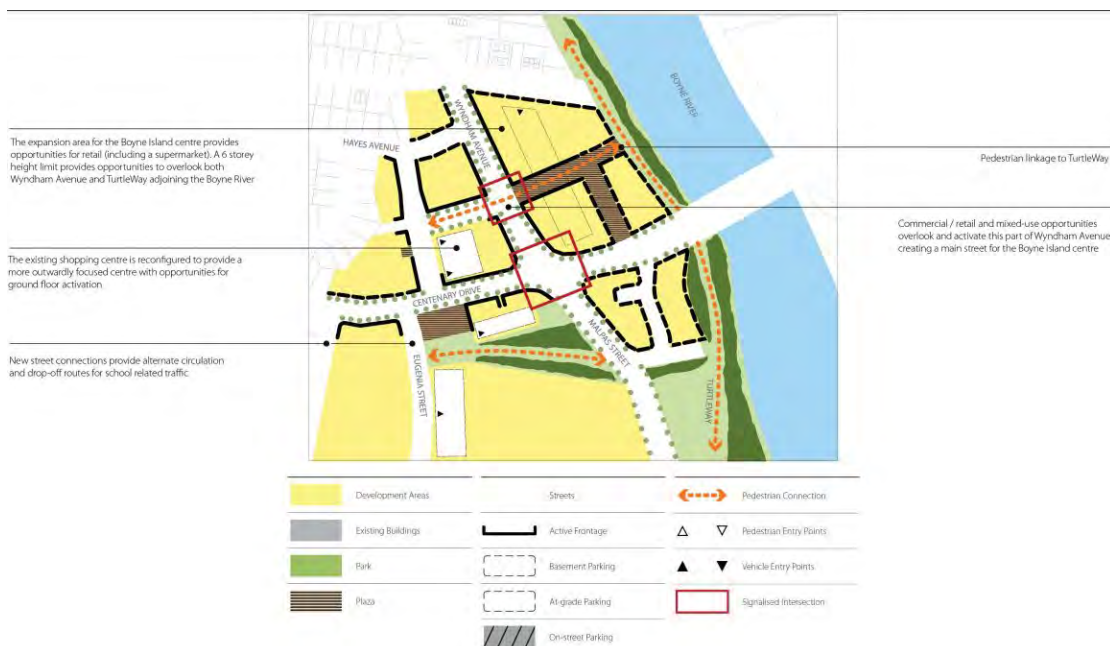 The expansion area for the Boyne Island centre provides
opportunities for retail (including a supermarket). A 6 storey
height limit provides opportunities to overlook both
Wyndham Avenue and TurtleWay adjoining the Boyne River
The existing shopping centre is reconfigured to provide a
more outwardly focused centre with opportunities for
ground floor activation
New street connections provide alternate circulation
and drop-off routes for school related traffic
HAYES AVENUE
WYNDHAM AVENUE
BOYNE RIVER
CENTENARY DRIVE
MALPAS STREET
EUGENIA STREET
TURTLEWAY
Pedestrian linkage to TurtleWay
Commercial / retail and mixed-use opportunities
overlook and activate this part of Wyndham Avenue
creating a main street for the Boyne Island centre
Development Areas
Existing Buildings
Park
Plaza
Streets
Active Frontage
Basement Parking
At-grade Parking
On-street Parking
Pedestrian Connection
Pedestrian Entry Points
Vehicle Entry Points
Signalised Intersection